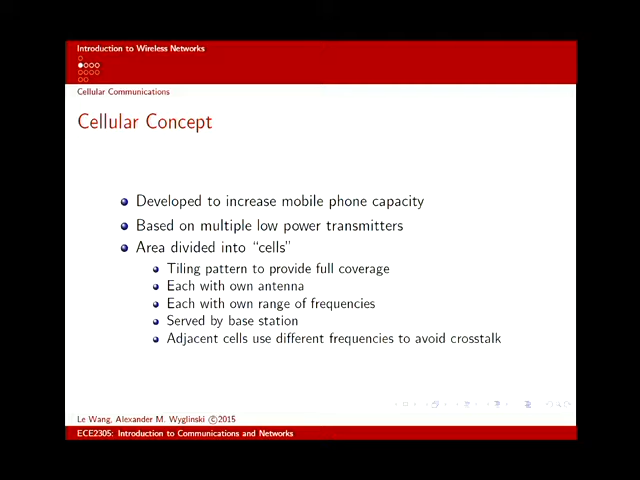 Introduction to Wireless Networks
Cellular Communications
Cellular Concept
Developed to increase mobile phone capacity
Based on multiple low power transmitters
Area divided into “cells”
Tiling pattern to provide full coverage
Each with own antenna
Each with own range of frequencies
Served by base station
Adjacent cells use different frequencies to avoid crosstalk
Le Wang, Alexander M. Wyglinski ©2015
ECE2305: Introduction to Communications and Networks